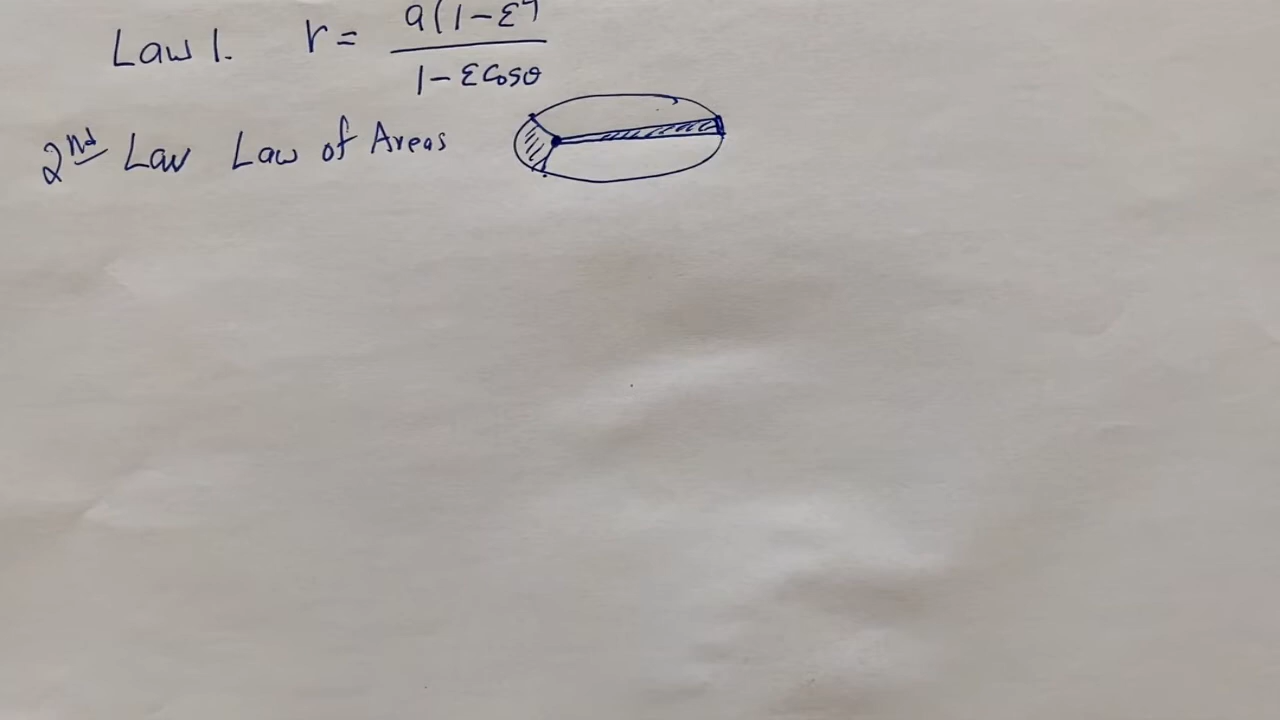 Law 1. r = a(1-ε²) / 1-εcosθ
2nd Law Law of Areas